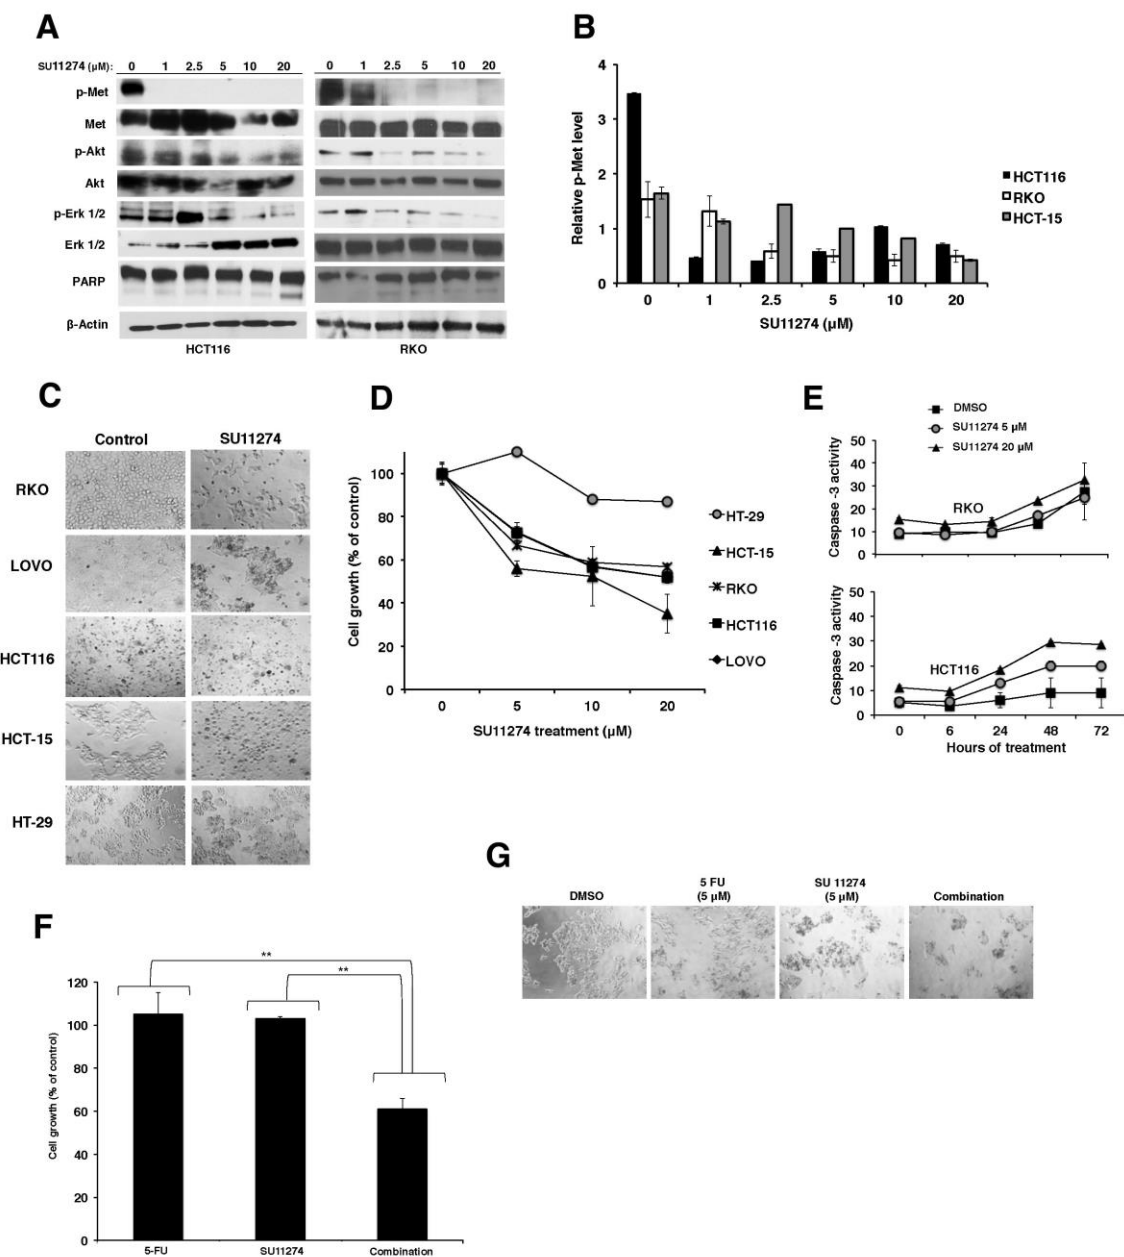 A
SU11274 (µM): 0 1 2.5 5 10 20 0 1 2.5 5 10 20
p-Met
Met
p-Akt
Akt
p-Erk 1/2
Erk 1/2
PARP
β-Actin
HCT116 RKO
B
Relative p-Met level
4
3
2
1
0
0 1 2.5 5 10 20
SU11274 (µM)
HCT116
RKO
HCT-15
C
Control SU11274
RKO
LOVO
HCT116
HCT-15
HT-29
D
Cell growth (% of control)
100
80
60
40
20
0
0 5 10 20
SU11274 treatment (µM)
HT-29
HCT-15
RKO
HCT116
LOVO
E
DMSO
SU11274 5 µM
SU11274 20 µM
Caspase -3 activity
50
40
30
20
10
0
RKO
Caspase -3 activity
50
40
30
20
10
0
HCT116
0 6 24 48 72
Hours of treatment
F
Cell growth (% of control)
120
100
80
60
40
20
0
**
**
5-FU SU11274 Combination
G
DMSO
5 FU
(5 µM)
SU 11274
(5 µM)
Combination